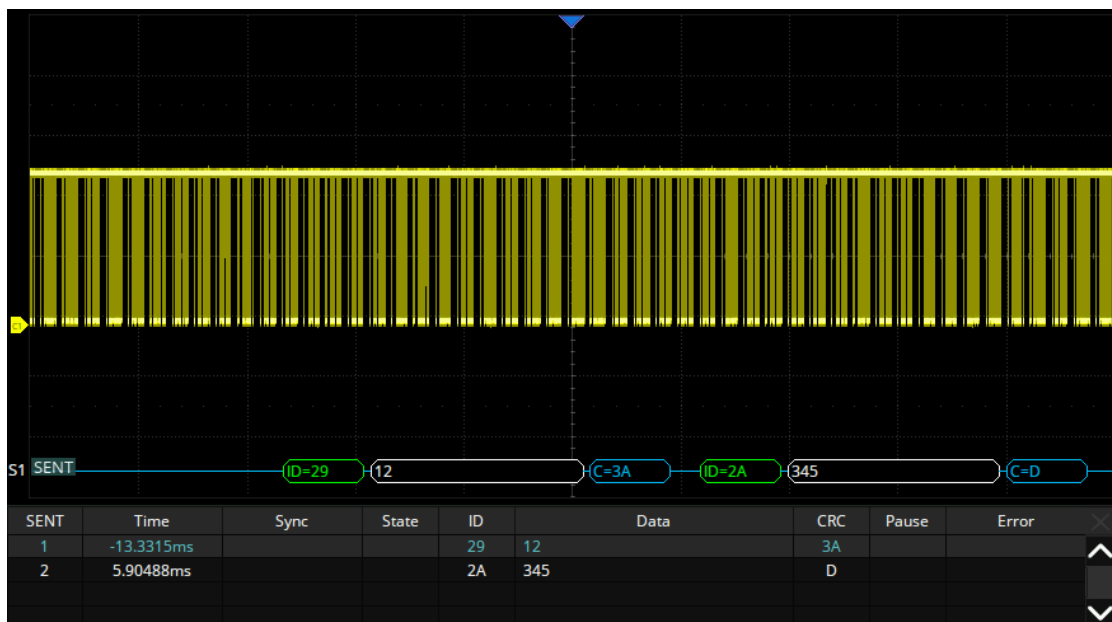 C1
S1 SENT ID=29 12 C=3A ID=2A 345 C=D
SENT Time Sync State ID Data CRC Pause Error
1 -13.3315ms 29 12 3A
2 5.90488ms 2A 345 D